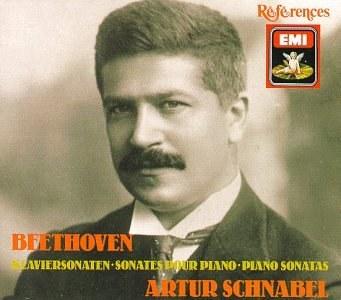 Références
EMI
BEETHOVEN
KLAVIERSONATEN · SONATES POUR PIANO · PIANO SONATAS
ARTUR SCHNABEL